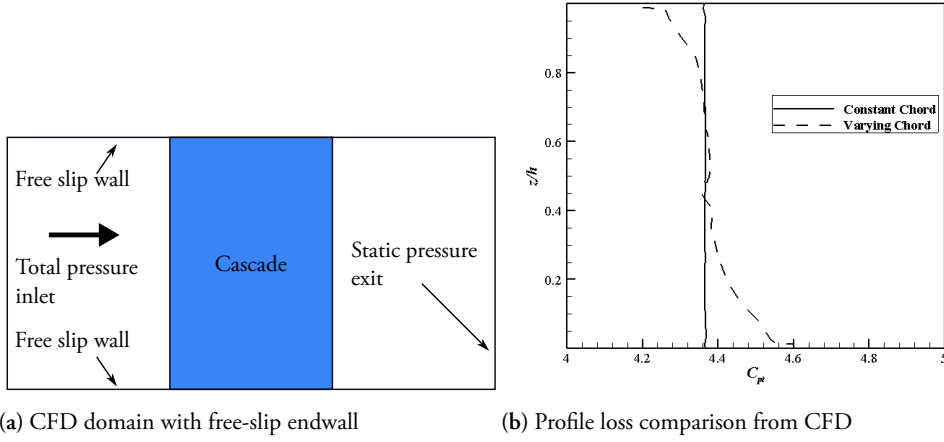 Free slip wall
Total pressure
inlet
Free slip wall
Cascade
Static pressure
exit
(a) CFD domain with free-slip endwall
0.8
0.6
0.4
0.2
z/h
4
4.2
4.4
4.6
4.8
5
C_pt
Constant Chord
Varying Chord
(b) Profile loss comparison from CFD